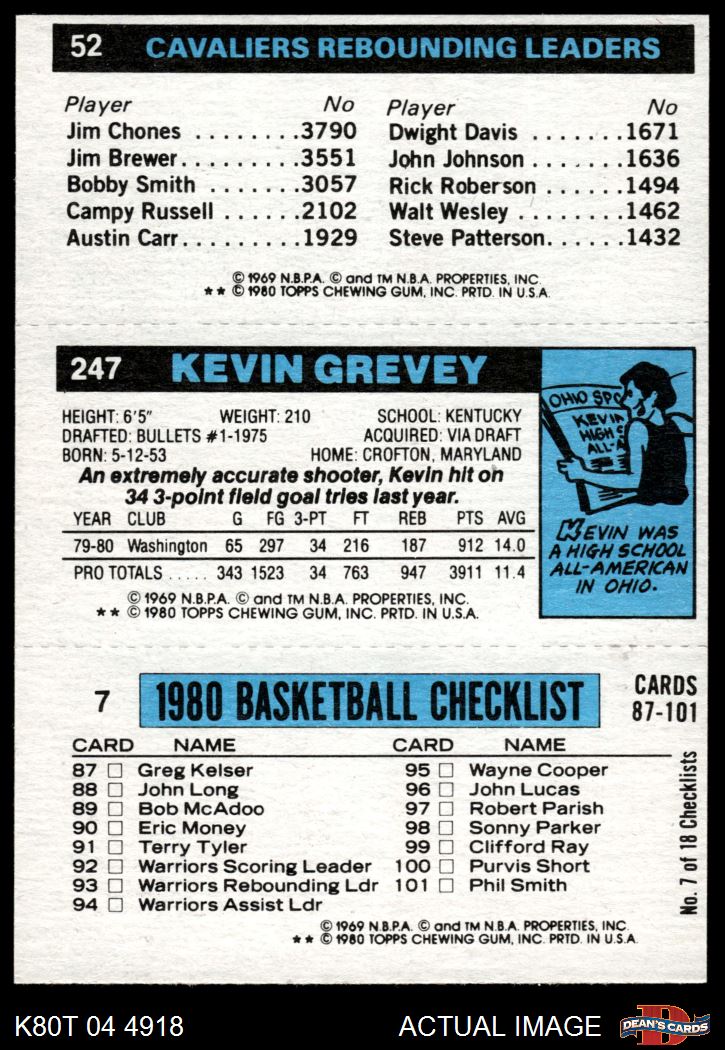 52 CAVALIERS REBOUNDING LEADERS
Player No Player No
Jim Chones ........3790 Dwight Davis .......1671
Jim Brewer.........3551 John Johnson .......1636
Bobby Smith .......3057 Rick Roberson ......1494
Campy Russell ......2102 Walt Wesley ........1462
Austin Carr.........1929 Steve Patterson......1432
© 1969 N.B.P.A. © and TM N.B.A. PROPERTIES, INC.
** © 1980 TOPPS CHEWING GUM, INC. PRTD. IN U.S.A.
247 KEVIN GREVEY
HEIGHT: 6'5" WEIGHT: 210 SCHOOL: KENTUCKY
DRAFTED: BULLETS #1-1975 ACQUIRED: VIA DRAFT
BORN: 5-12-53 HOME: CROFTON, MARYLAND
An extremely accurate shooter, Kevin hit on
34 3-point field goal tries last year.
YEAR CLUB G FG 3-PT FT REB PTS AVG
79-80 Washington 65 297 34 216 187 912 14.0
PRO TOTALS ..... 343 1523 34 763 947 3911 11.4
© 1969 N.B.P.A. © and TM N.B.A. PROPERTIES, INC.
** © 1980 TOPPS CHEWING GUM, INC. PRTD. IN U.S.A.
OHIO SPO
KEVIN
HIGH S
ALL-A
KEVIN WAS
A HIGH SCHOOL
ALL-AMERICAN
IN OHIO.
7 1980 BASKETBALL CHECKLIST CARDS
87-101
CARD NAME CARD NAME
87 □ Greg Kelser 95 □ Wayne Cooper
88 □ John Long 96 □ John Lucas
89 □ Bob McAdoo 97 □ Robert Parish
90 □ Eric Money 98 □ Sonny Parker
91 □ Terry Tyler 99 □ Clifford Ray
92 □ Warriors Scoring Leader 100 □ Purvis Short
93 □ Warriors Rebounding Ldr 101 □ Phil Smith
94 □ Warriors Assist Ldr
No. 7 of 18 Checklists
© 1969 N.B.P.A. © and TM N.B.A. PROPERTIES, INC.
** © 1980 TOPPS CHEWING GUM, INC. PRTD. IN U.S.A.
K80T 04 4918 ACTUAL IMAGE D DEAN'S CARDS